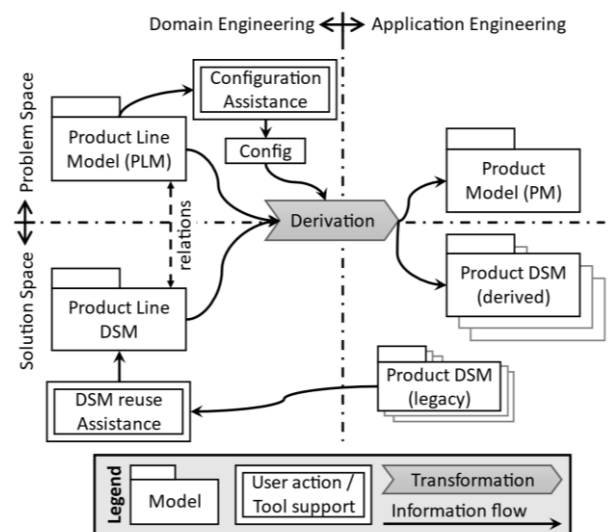 Domain Engineering
Application Engineering
Problem Space
Solution Space
Configuration
Assistance
Product Line
Model (PLM)
Config
Product
Model (PM)
relations
Derivation
Product Line
DSM
Product DSM
(derived)
DSM reuse
Assistance
Product DSM
(legacy)
Legend
Model
User action /
Tool support
Transformation
Information flow